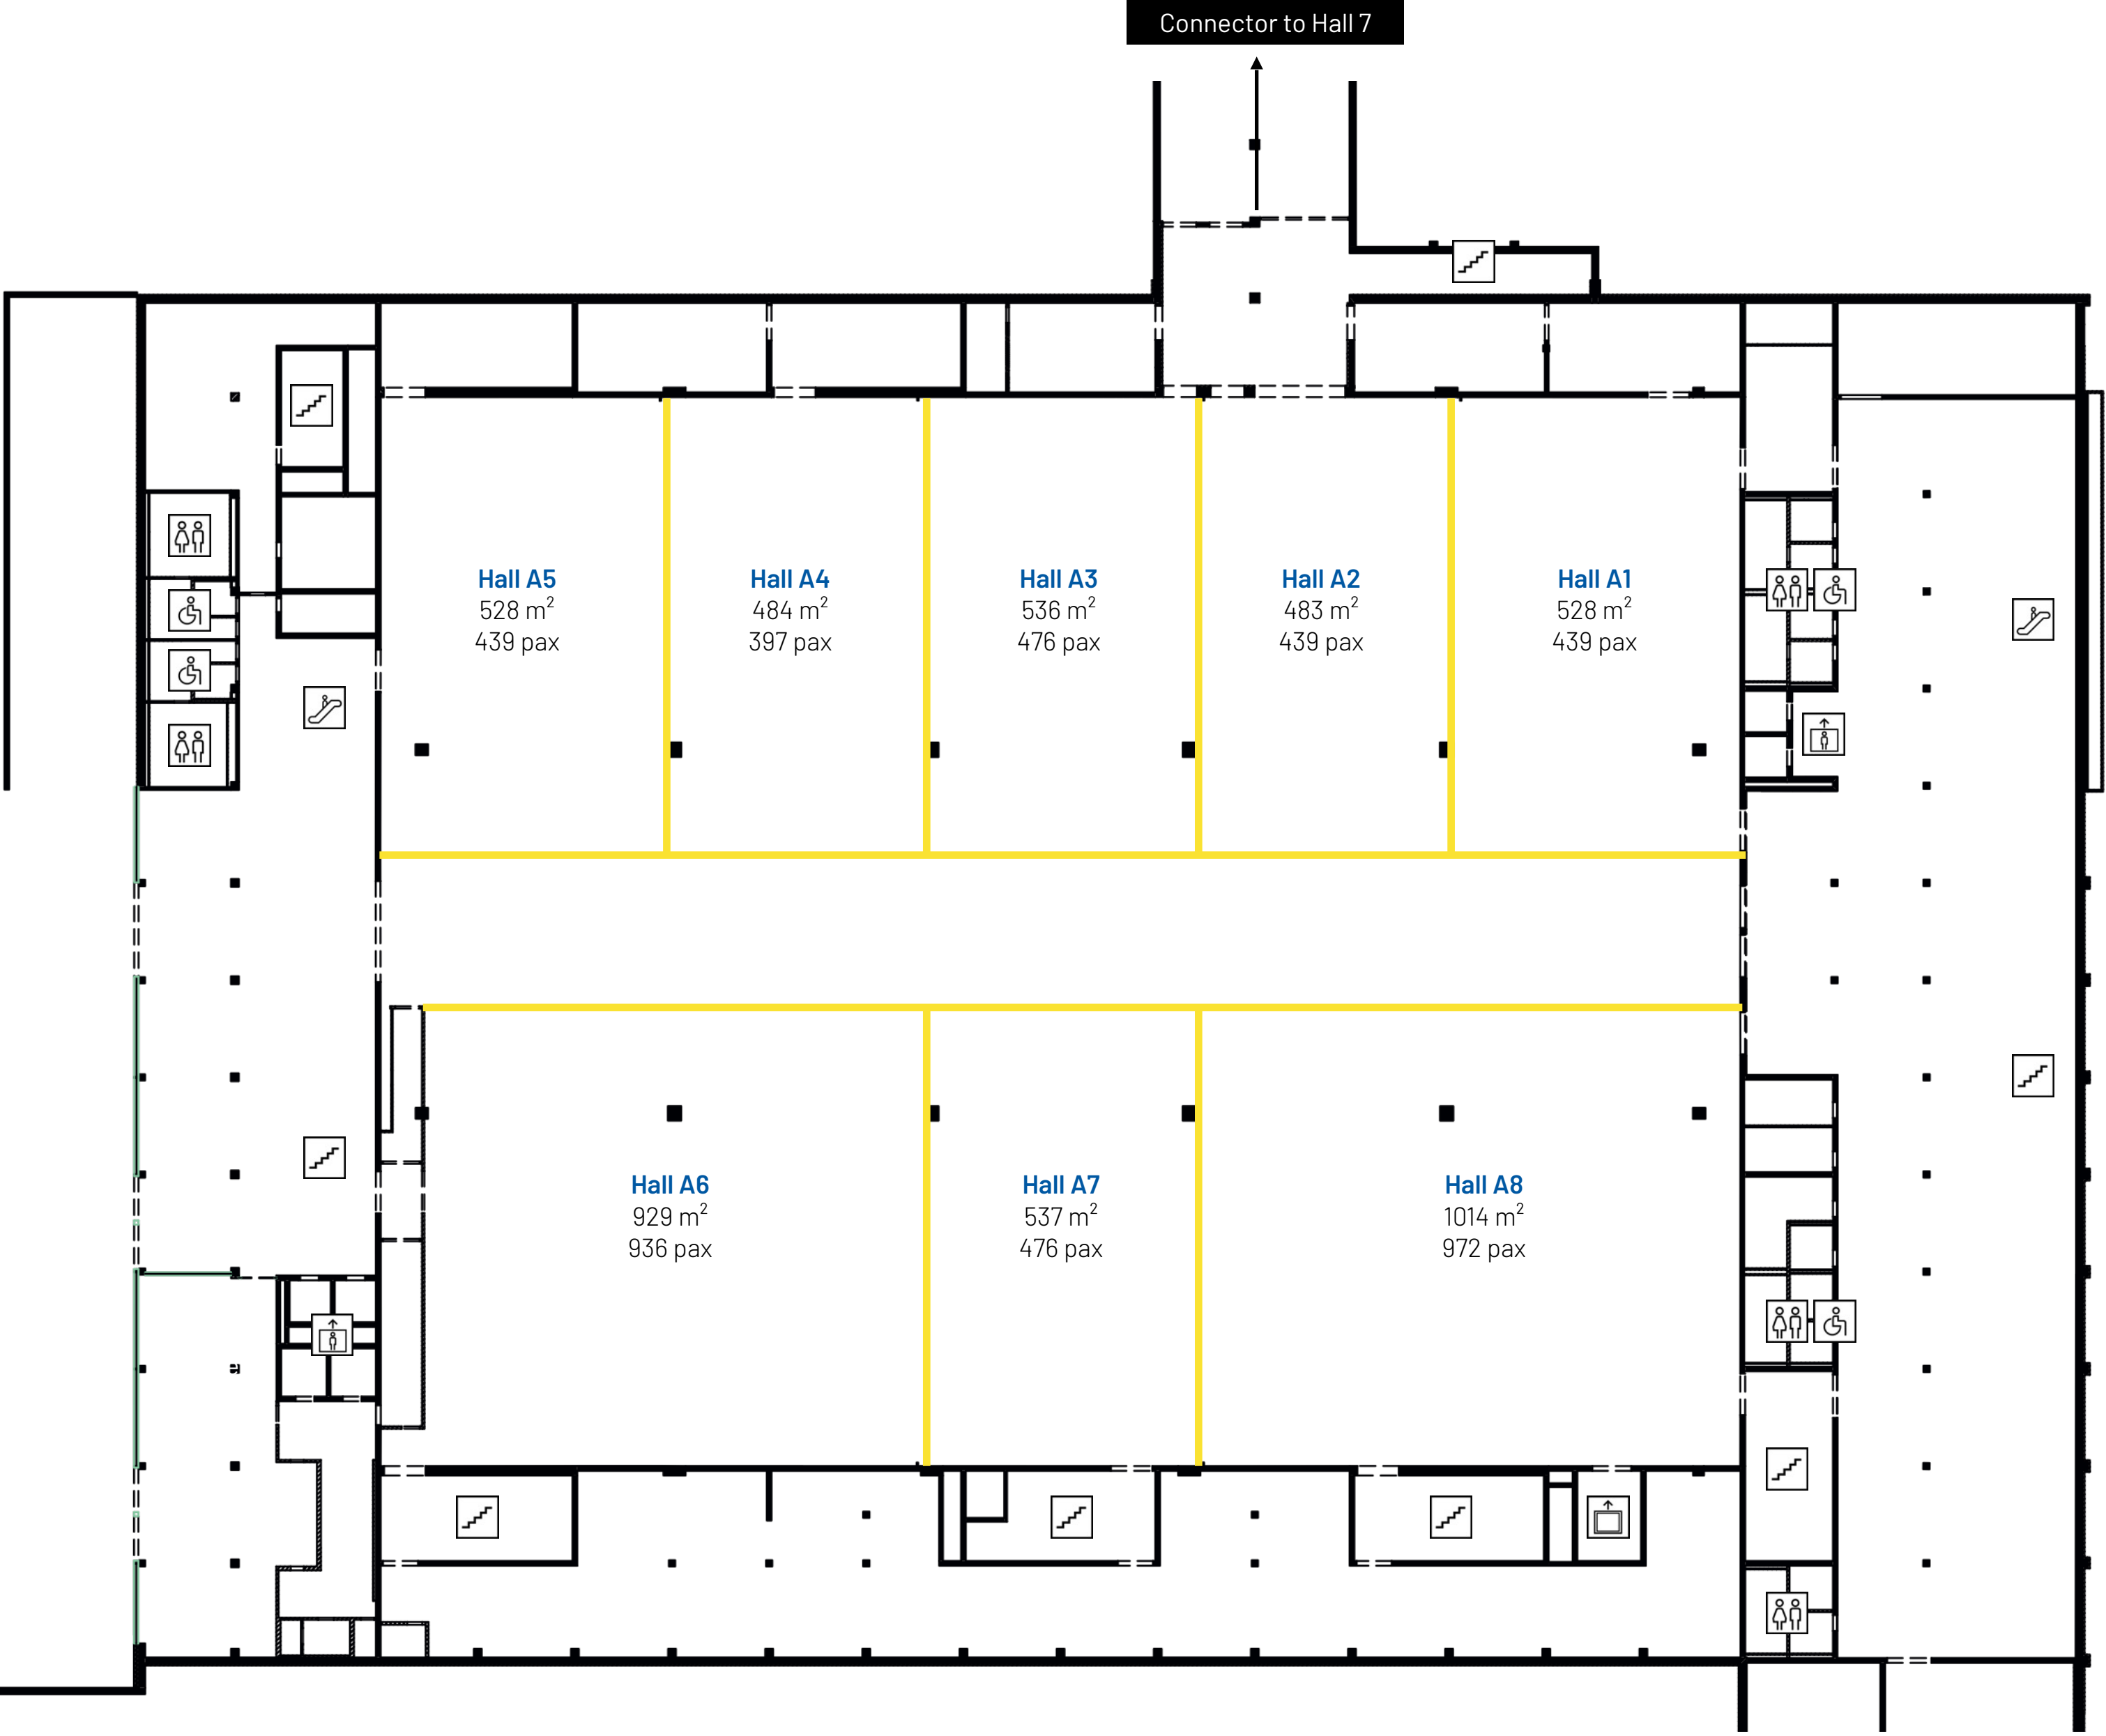 Connector to Hall 7
Hall A5
528 m²
439 pax
Hall A4
484 m²
397 pax
Hall A3
536 m²
476 pax
Hall A2
483 m²
439 pax
Hall A1
528 m²
439 pax
Hall A6
929 m²
936 pax
Hall A7
537 m²
476 pax
Hall A8
1014 m²
972 pax